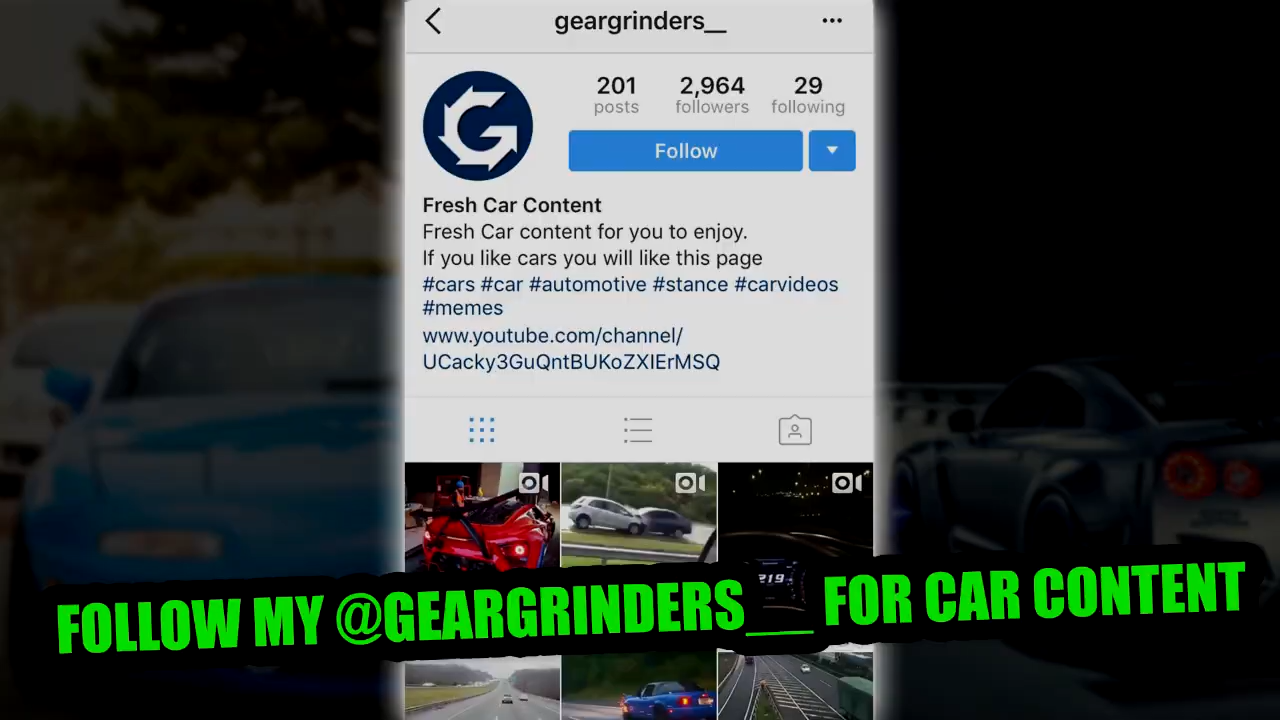 geargrinders__
201 2,964 29
posts followers following
Follow
Fresh Car Content
Fresh Car content for you to enjoy.
If you like cars you will like this page
#cars #car #automotive #stance #carvideos
#memes
www.youtube.com/channel/
UCacky3GuQntBUKoZXIErMSQ
219
FOLLOW MY @GEARGRINDERS__ FOR CAR CONTENT